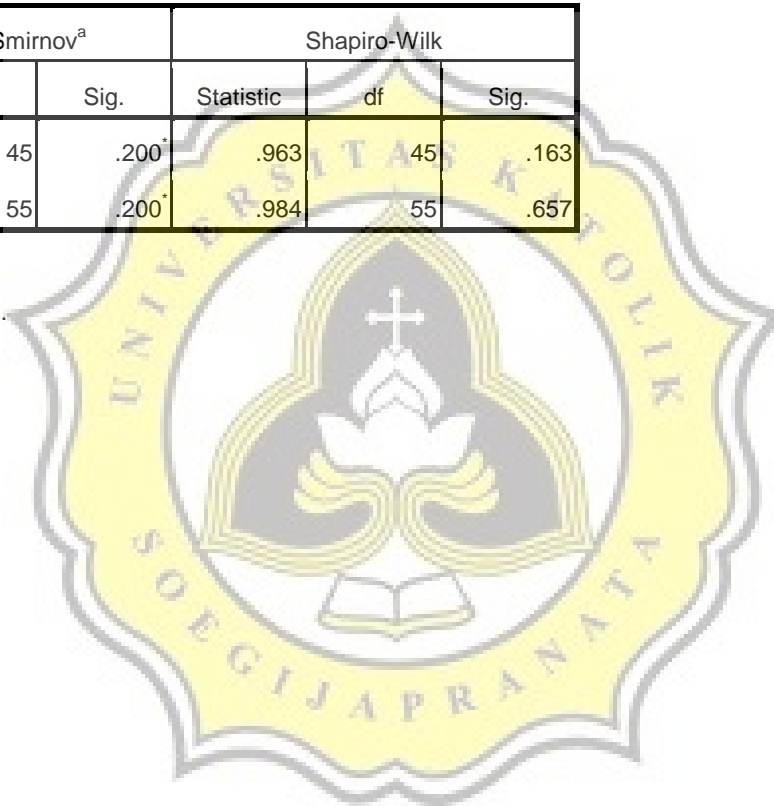 Smirnovᵃ Shapiro-Wilk
Sig. Statistic df Sig.
45 .200* .963 45 .163
55 .200* .984 55 .657
.
UNIVERSITAS KATOLIK
SOEGIJAPRANATA